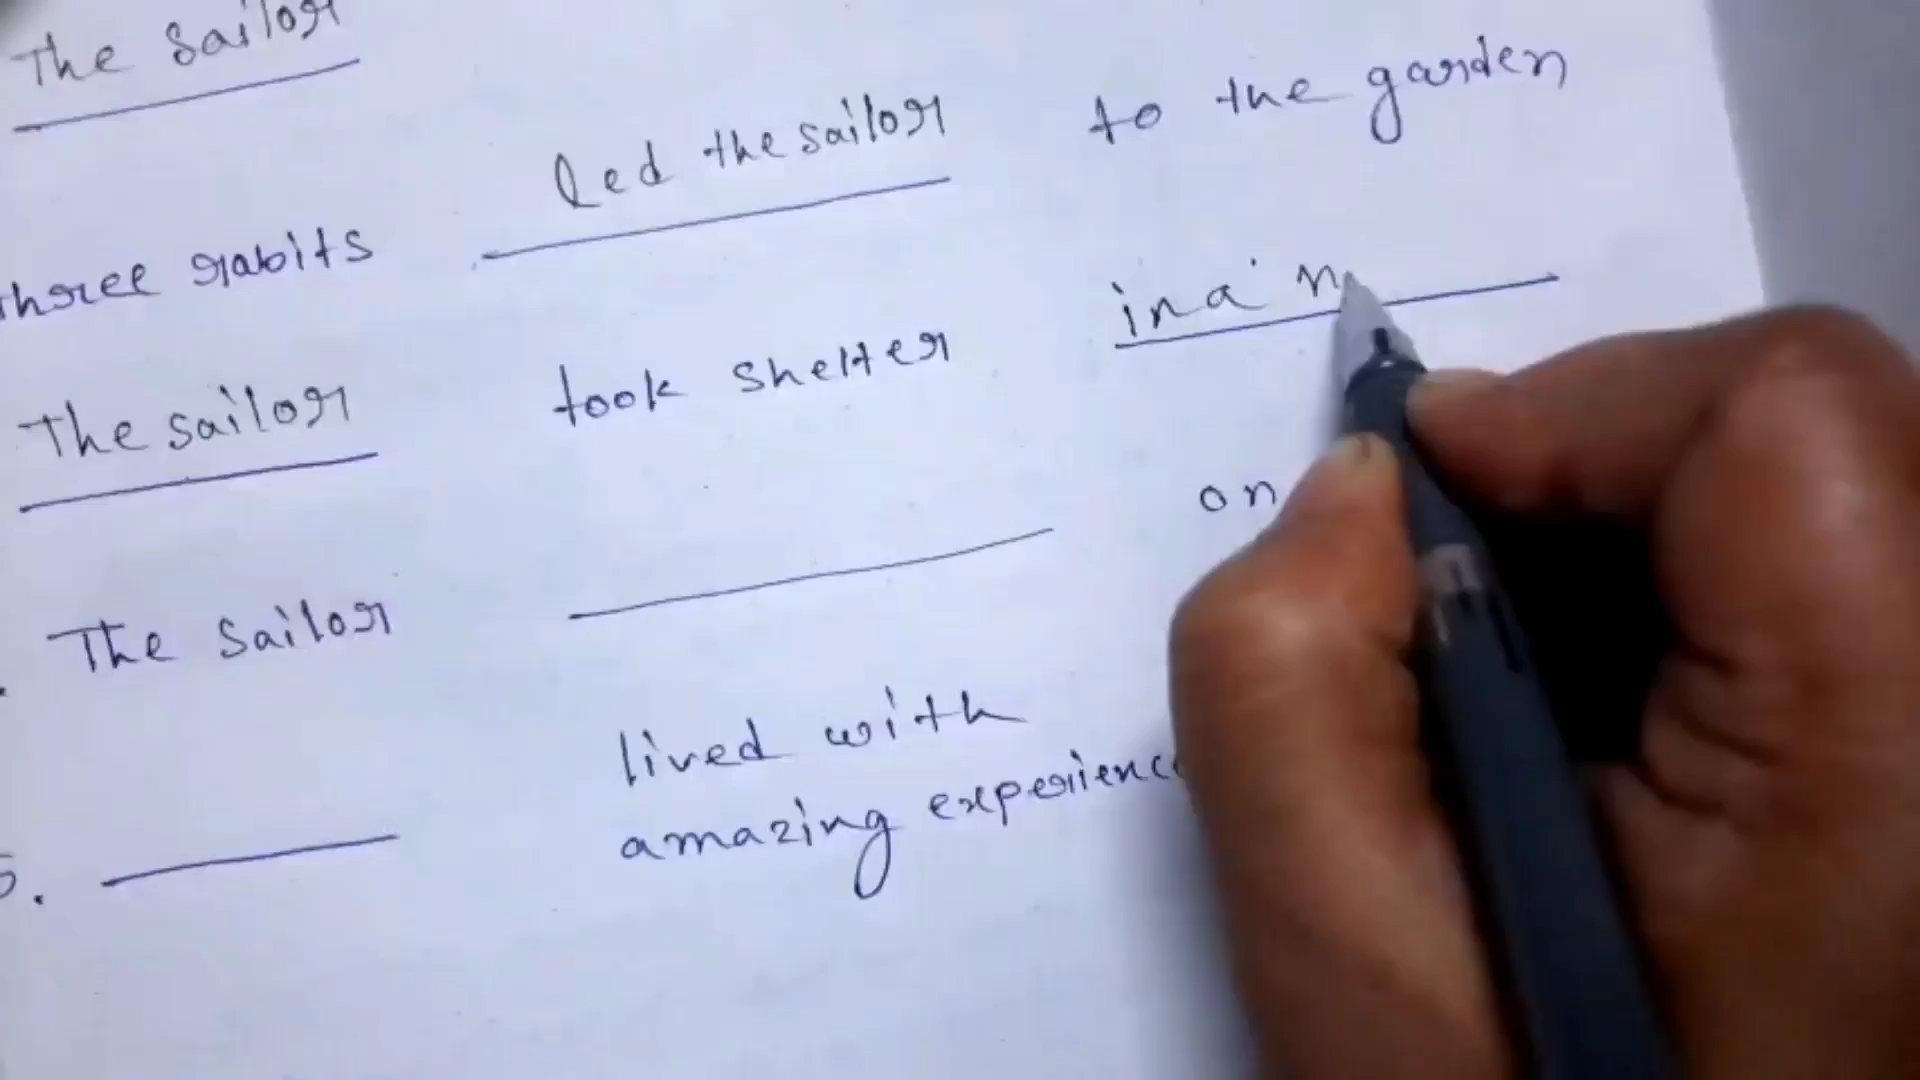 The sailor
led the sailor
to the garden
three rabits
The sailor
took shelter
in a
The sailor
on
5.
lived with
amazing experience